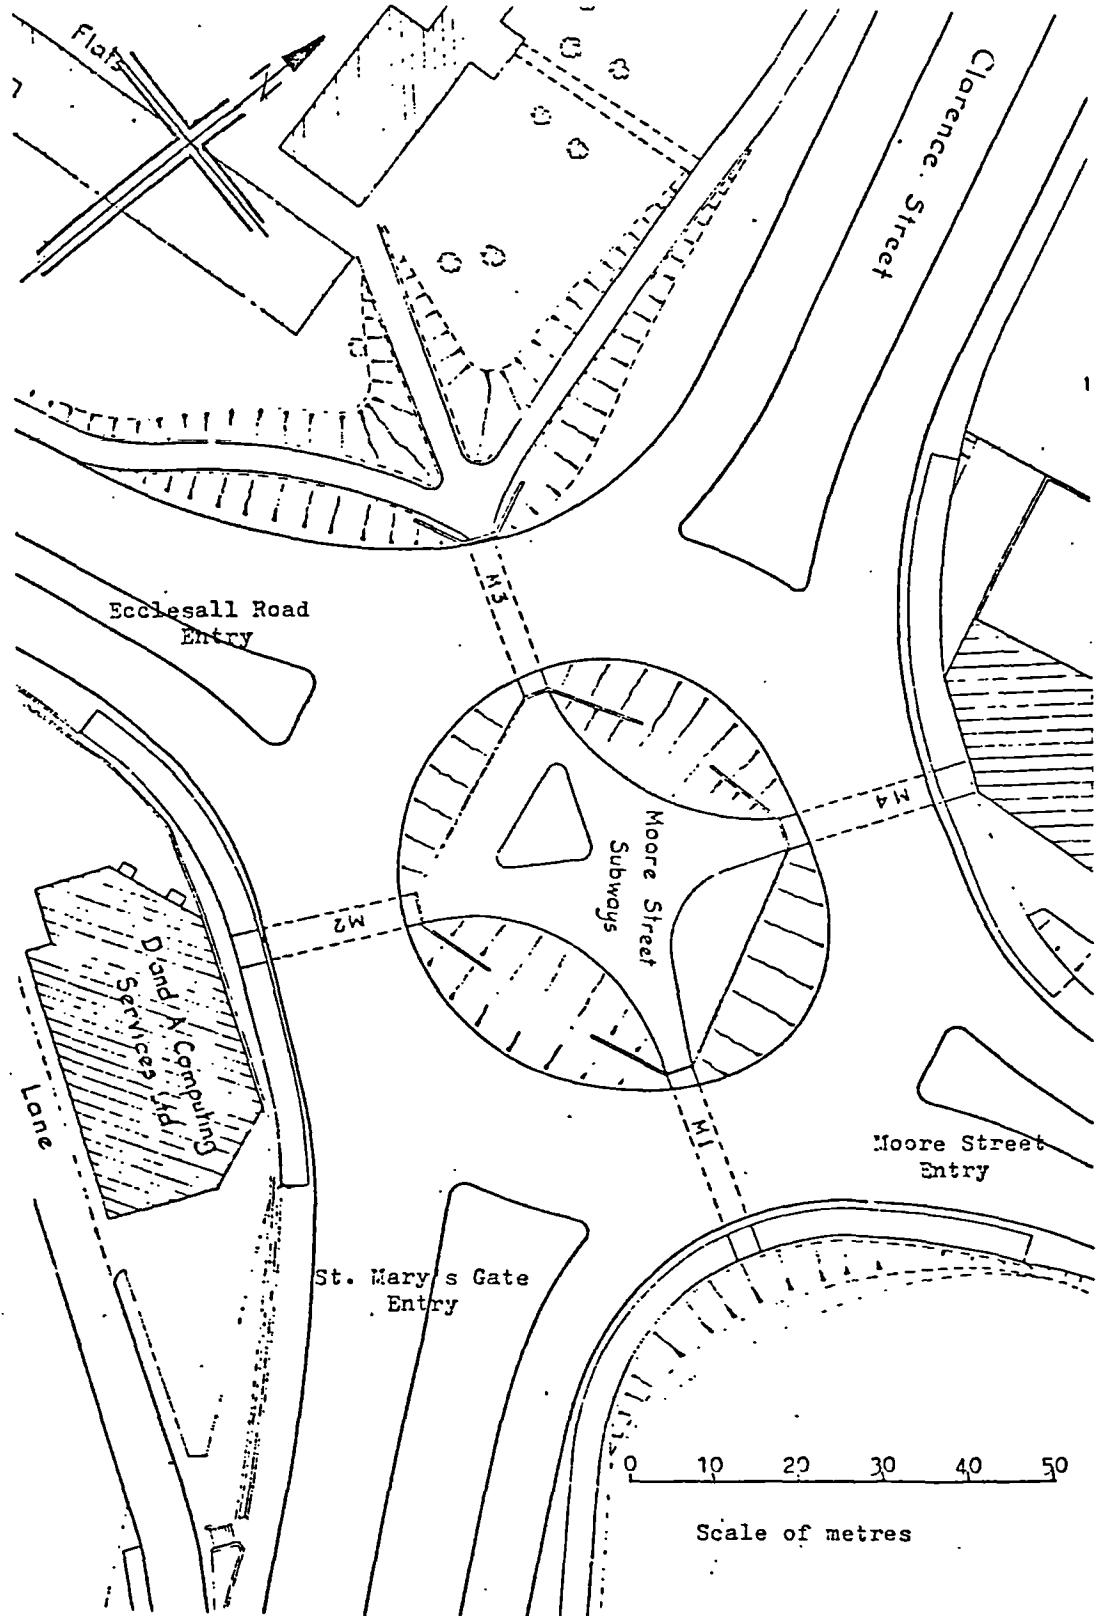 Flats
N
Clarence. Street
Ecclesall Road
Entry
M3
M4
Moore Street
Subways
M2
D and A Computing
Services Ltd
Lane
M1
Moore Street
Entry
St. Mary's Gate
Entry
0 10 20 30 40 50
Scale of metres